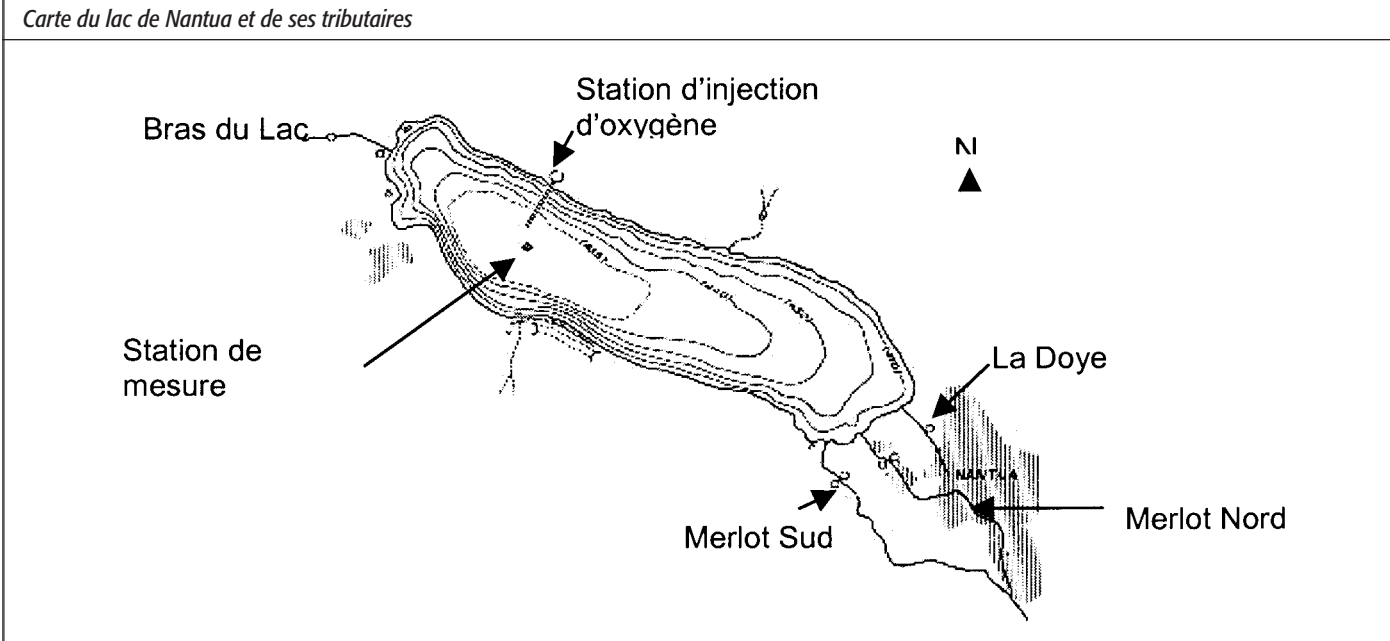 Carte du lac de Nantua et de ses tributaires
Station d'injection
d'oxygène
Bras du Lac
N
Station de
mesure
La Doye
NANTUA
Merlot Nord
Merlot Sud